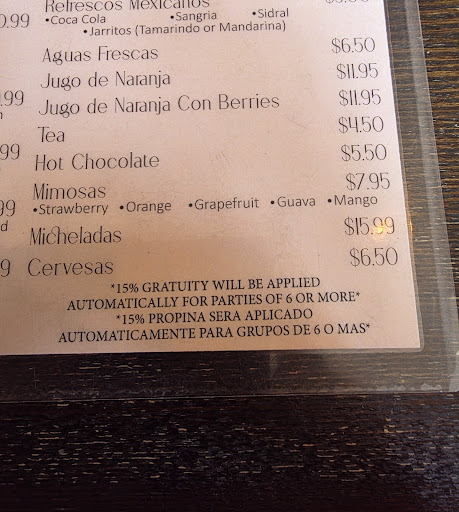 Refrescos Mexicanos
•Coca Cola •Sangria •Sidral
•Jarritos (Tamarindo or Mandarina)
Aguas Frescas $6.50
Jugo de Naranja $11.95
Jugo de Naranja Con Berries $11.95
Tea $4.50
Hot Chocolate $5.50
Mimosas $7.95
•Strawberry •Orange •Grapefruit •Guava •Mango
Micheladas $15.99
Cervesas $6.50
*15% GRATUITY WILL BE APPLIED
AUTOMATICALLY FOR PARTIES OF 6 OR MORE*
*15% PROPINA SERA APLICADO
AUTOMATICAMENTE PARA GRUPOS DE 6 O MAS*